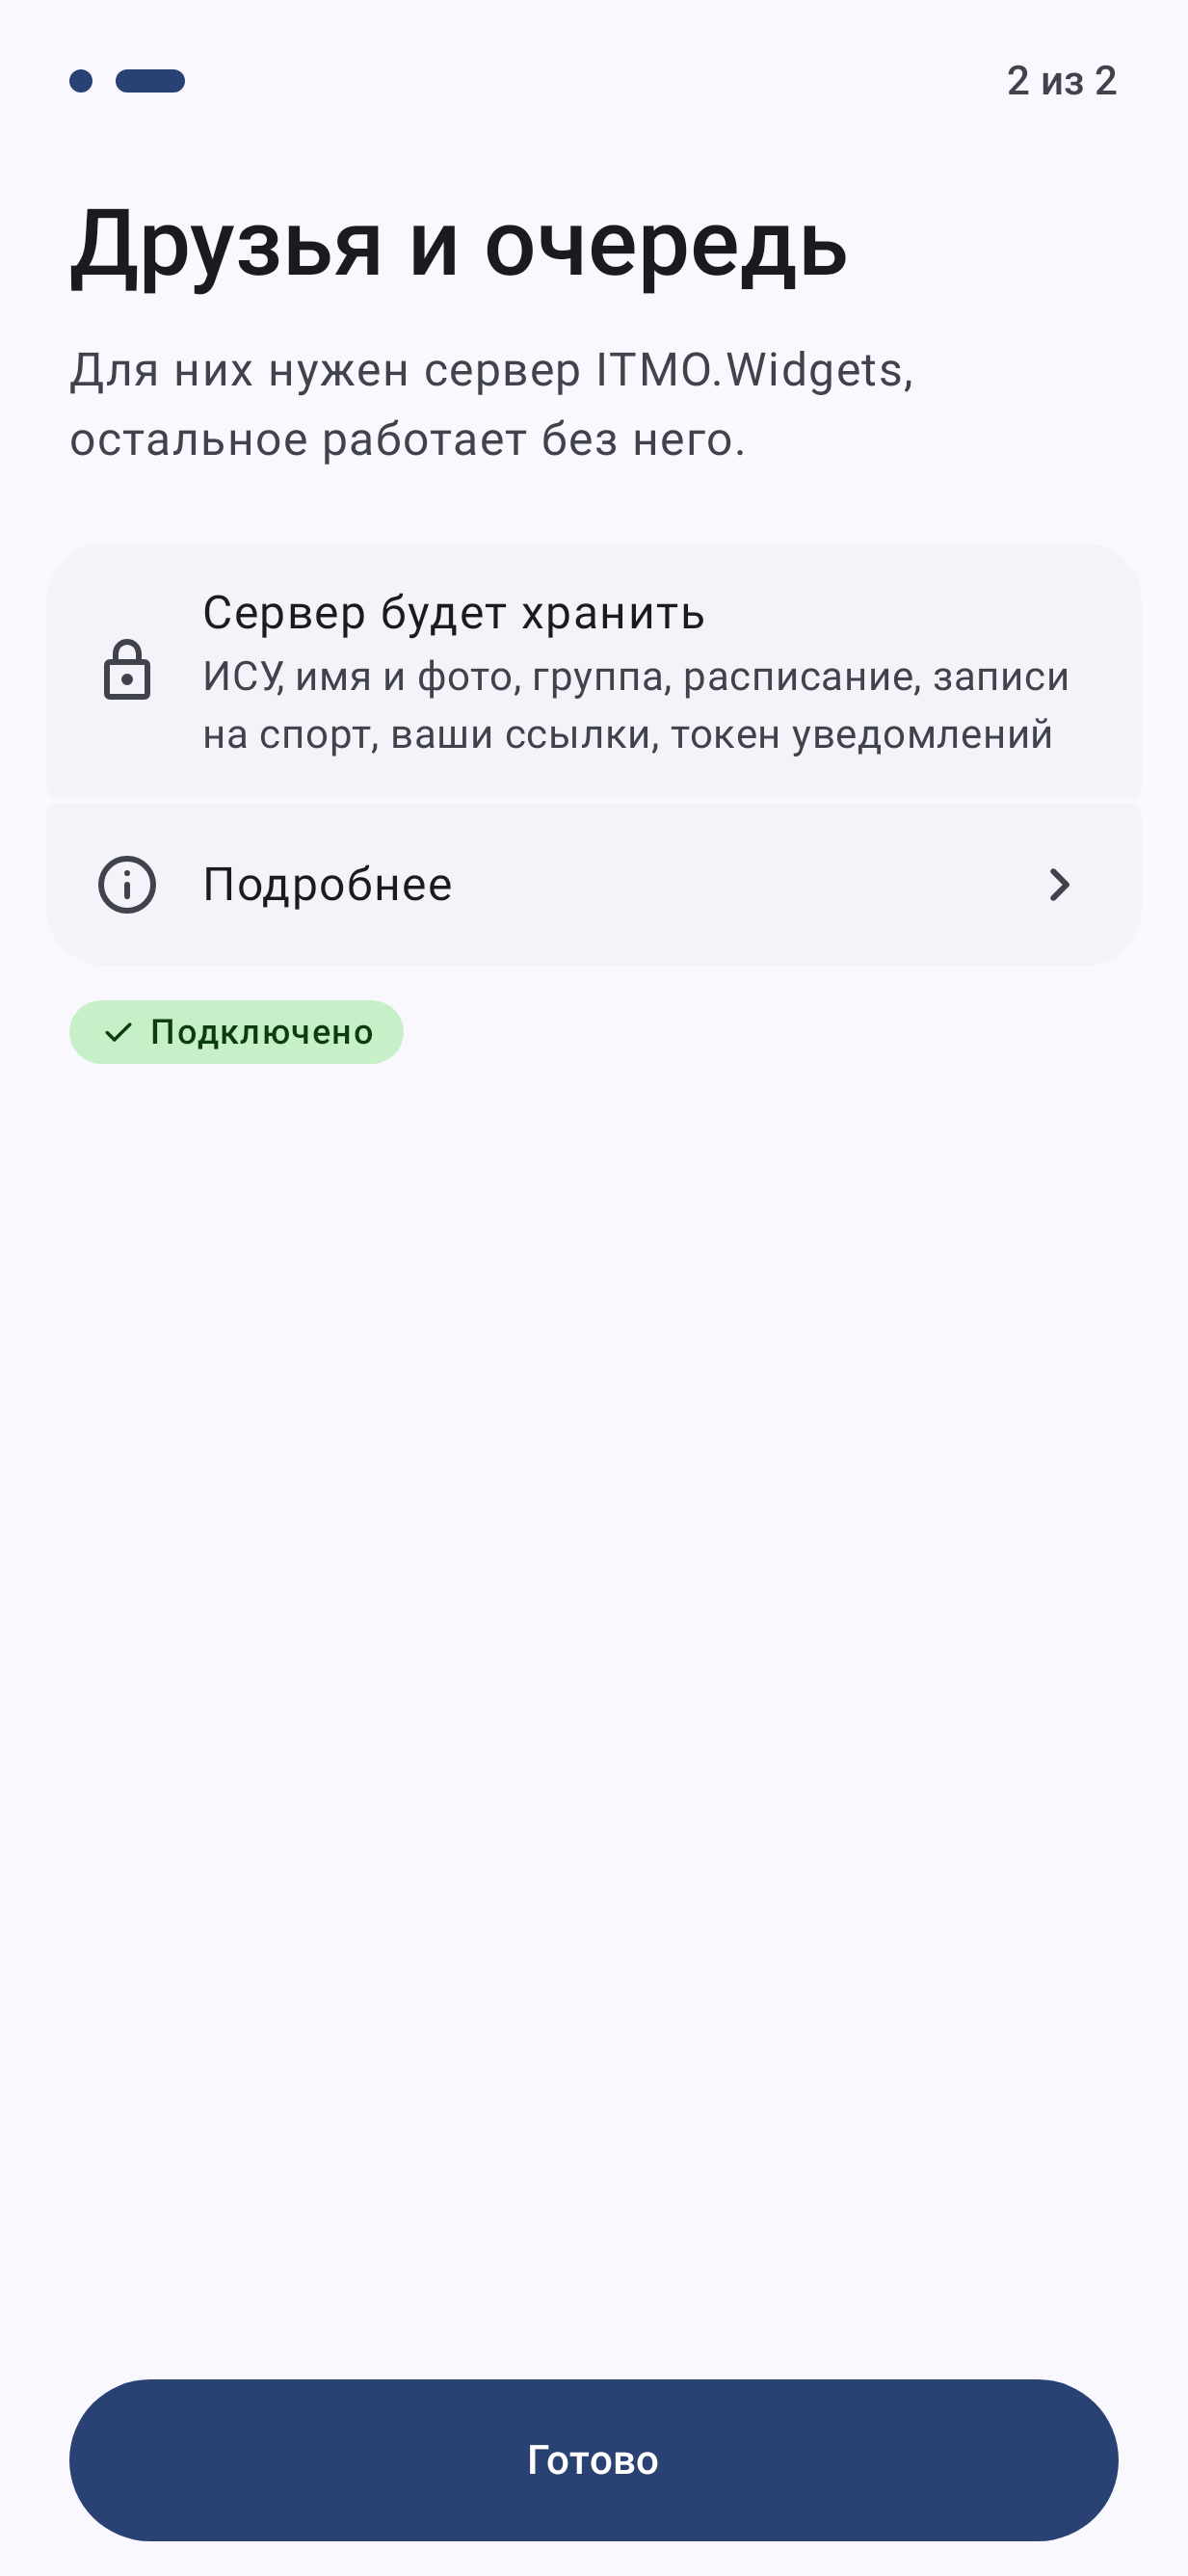 2 из 2
Друзья и очередь
Для них нужен сервер ITMO.Widgets,
остальное работает без него.
Сервер будет хранить
ИСУ, имя и фото, группа, расписание, записи
на спорт, ваши ссылки, токен уведомлений
Подробнее
Подключено
Готово